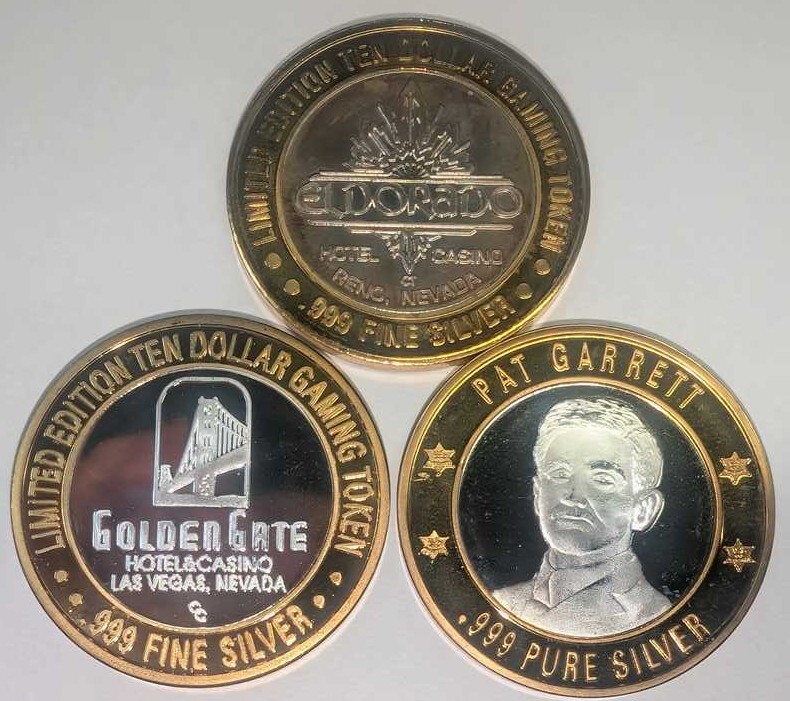 LIMITED EDITION TEN DOLLAR GAMING TOKEN
ELDORADO
HOTEL CASINO
RENO, NEVADA
.999 FINE SILVER
LIMITED EDITION TEN DOLLAR GAMING TOKEN
GOLDEN GATE
HOTEL&CASINO
LAS VEGAS, NEVADA
CC
.999 FINE SILVER
PAT GARRETT
.999 PURE SILVER